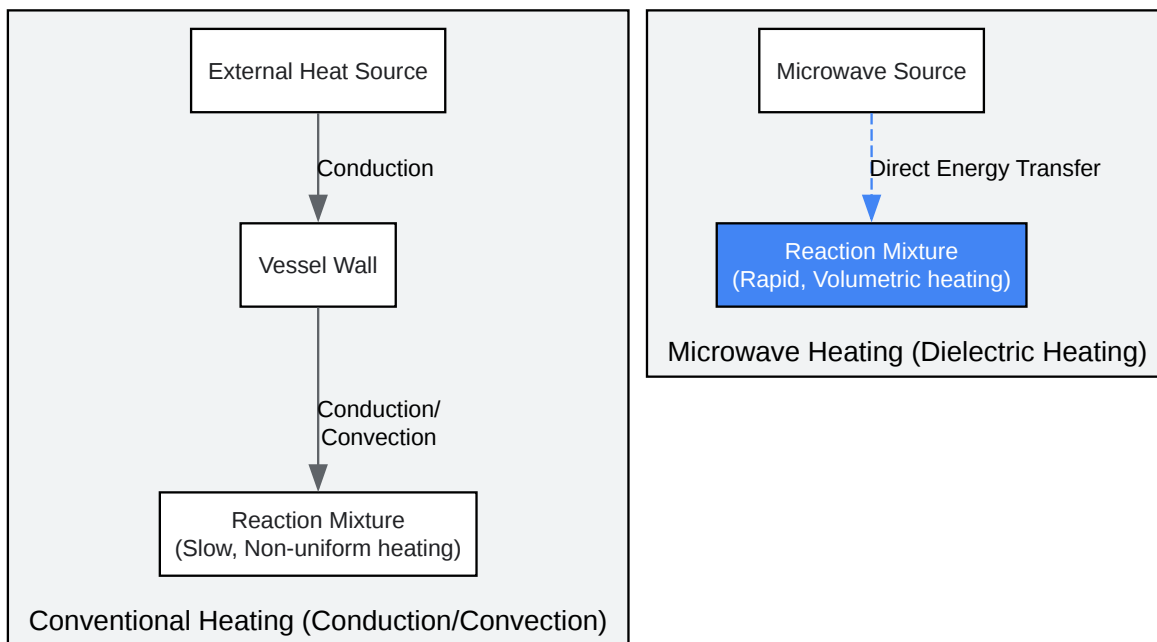 External Heat Source
Conduction
Vessel Wall
Conduction/
Convection
Reaction Mixture
(Slow, Non-uniform heating)
Conventional Heating (Conduction/Convection)
Microwave Source
Direct Energy Transfer
Reaction Mixture
(Rapid, Volumetric heating)
Microwave Heating (Dielectric Heating)